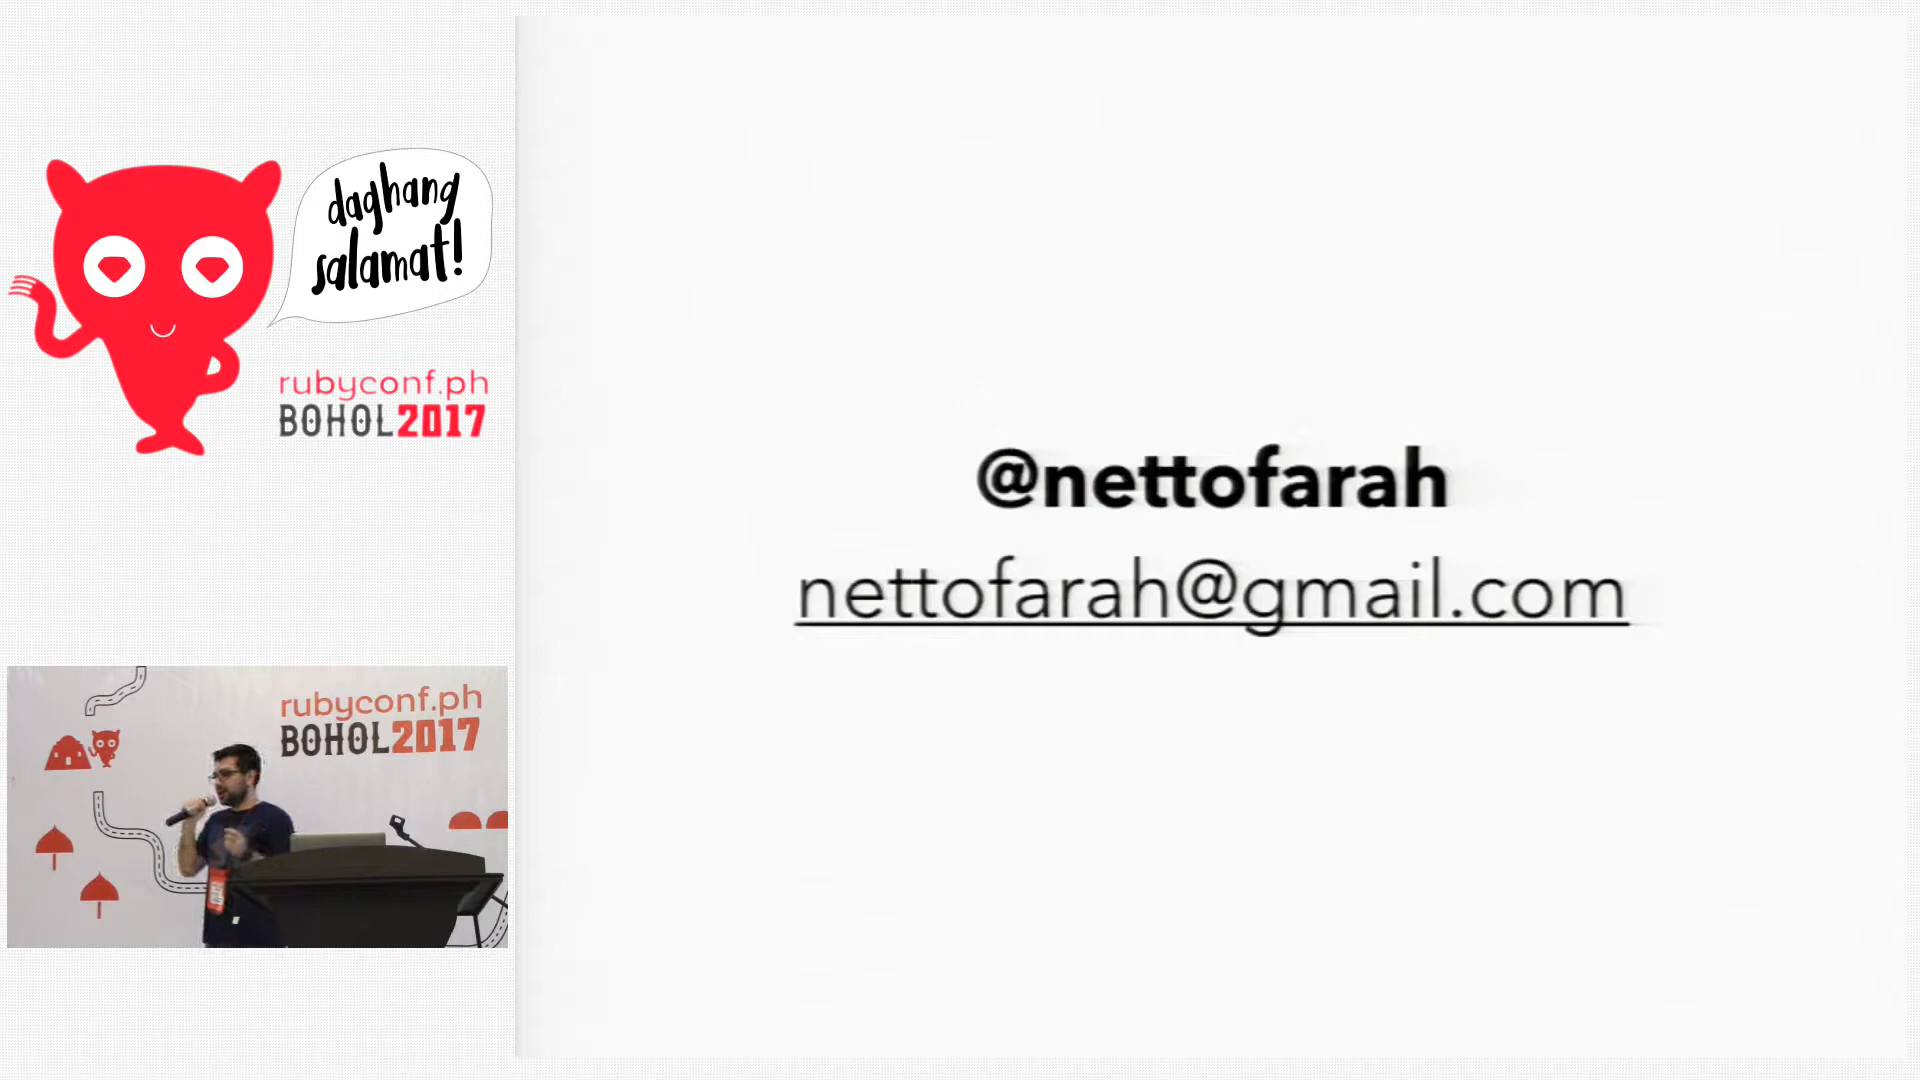 daghang
salamat!
rubyconf.ph
BOHOL2017
@nettofarah
nettofarah@gmail.com
rubyconf.ph
BOHOL2017